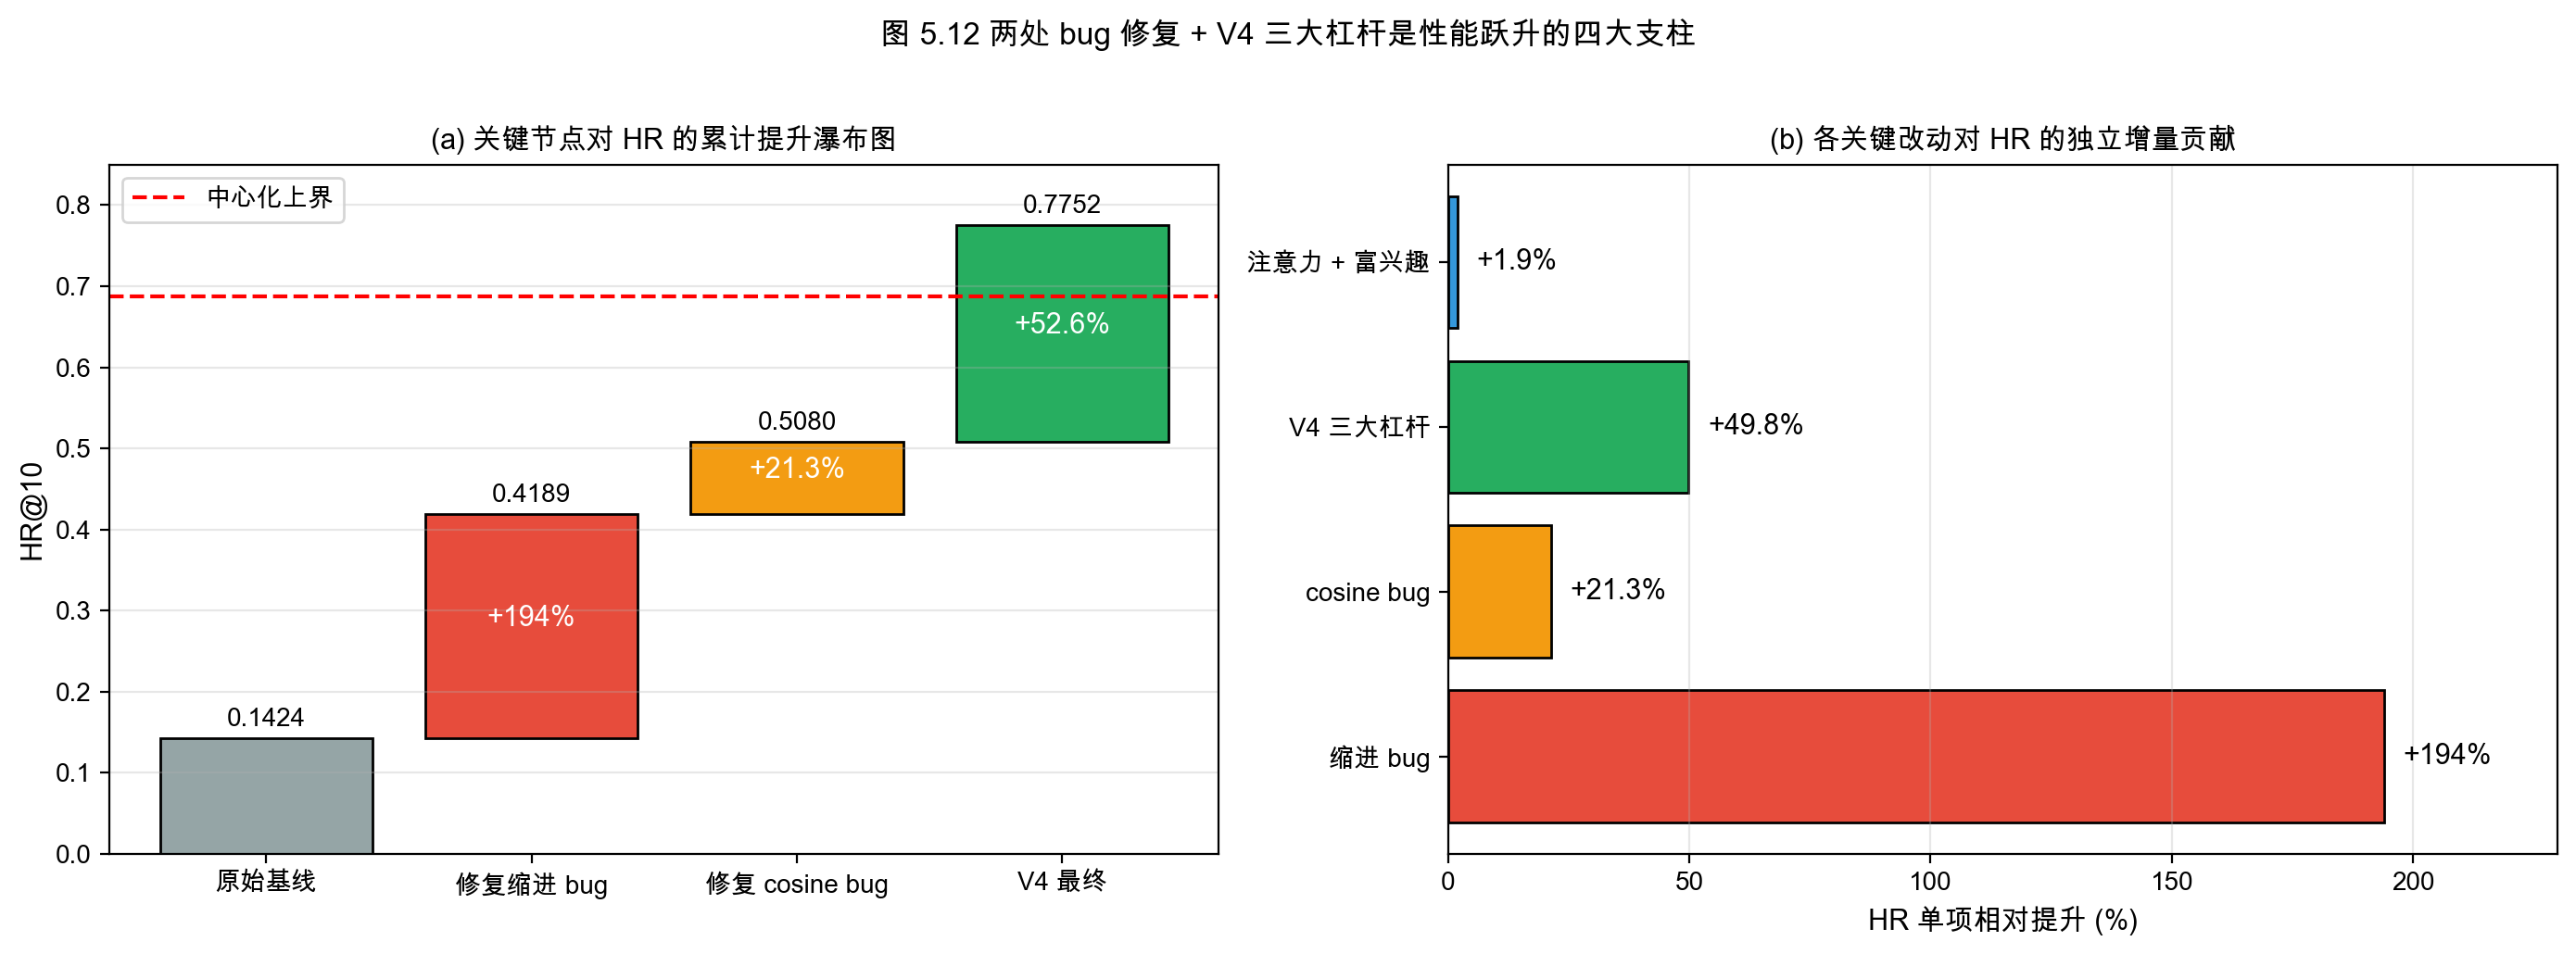 图 5.12 两处 bug 修复 + V4 三大杠杆是性能跃升的四大支柱
(a) 关键节点对 HR 的累计提升瀑布图
中心化上界
HR@10
0.8
0.7
0.6
0.5
0.4
0.3
0.2
0.1
0.0
0.1424
0.4189
+194%
0.5080
+21.3%
0.7752
+52.6%
原始基线
修复缩进 bug
修复 cosine bug
V4 最终
(b) 各关键改动对 HR 的独立增量贡献
注意力 + 富兴趣
+1.9%
V4 三大杠杆
+49.8%
cosine bug
+21.3%
缩进 bug
+194%
0
50
100
150
200
HR 单项相对提升 (%)